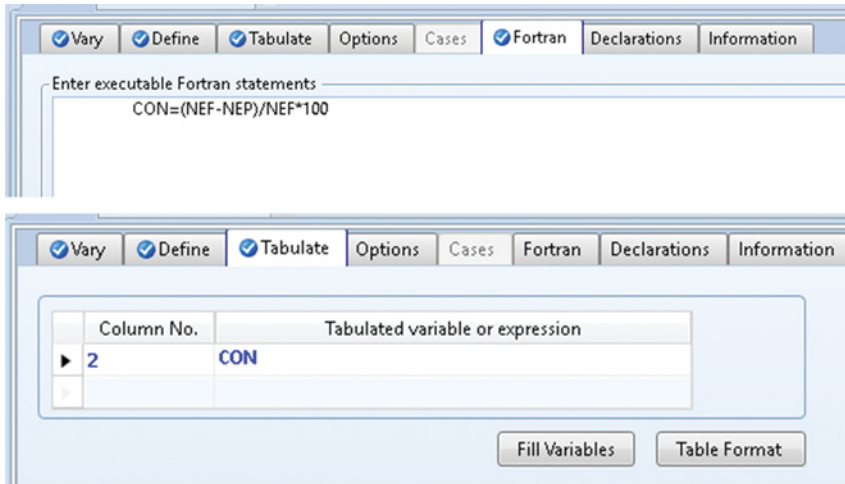 Vary Define Tabulate Options Cases Fortran Declarations Information
Enter executable Fortran statements
CON=(NEF-NEP)/NEF*100
Vary Define Tabulate Options Cases Fortran Declarations Information
Column No. Tabulated variable or expression
2 CON
Fill Variables Table Format